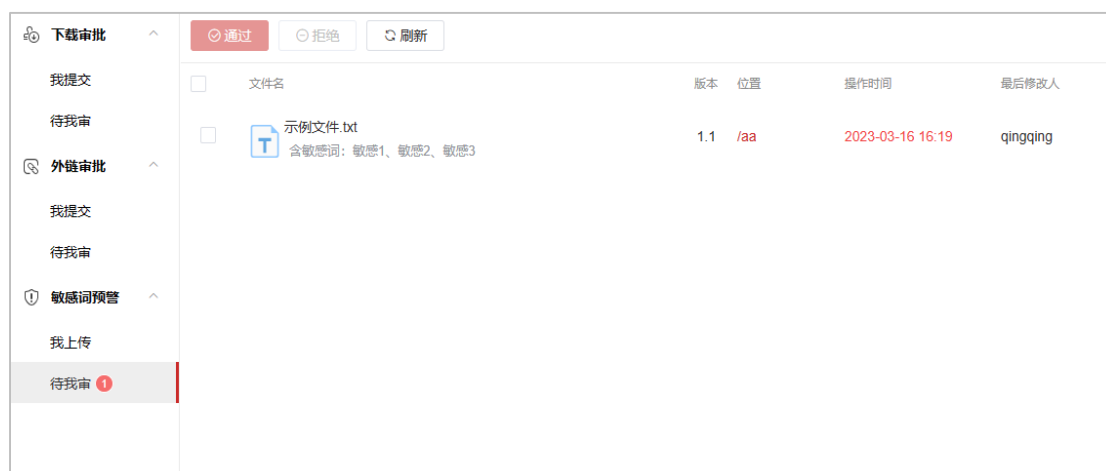 下载审批
我提交
待我审
外链审批
我提交
待我审
敏感词预警
我上传
待我审 1
通过 拒绝 刷新
文件名 版本 位置 操作时间 最后修改人
T 示例文件.txt 1.1 /aa 2023-03-16 16:19 qingqing
含敏感词：敏感1、敏感2、敏感3